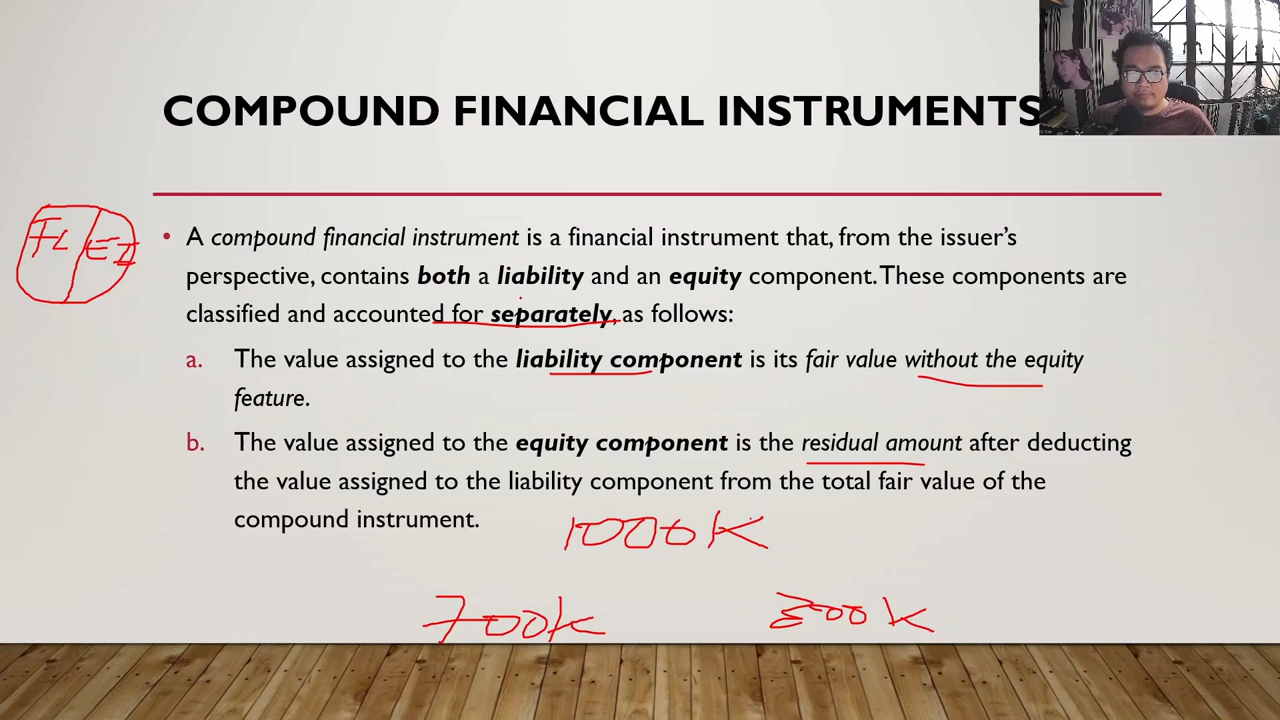 COMPOUND FINANCIAL INSTRUMENTS
FL EI
• A compound financial instrument is a financial instrument that, from the issuer's
perspective, contains both a liability and an equity component. These components are
classified and accounted for separately, as follows:
a. The value assigned to the liability component is its fair value without the equity
feature.
b. The value assigned to the equity component is the residual amount after deducting
the value assigned to the liability component from the total fair value of the
compound instrument.
1000K
700K 300K